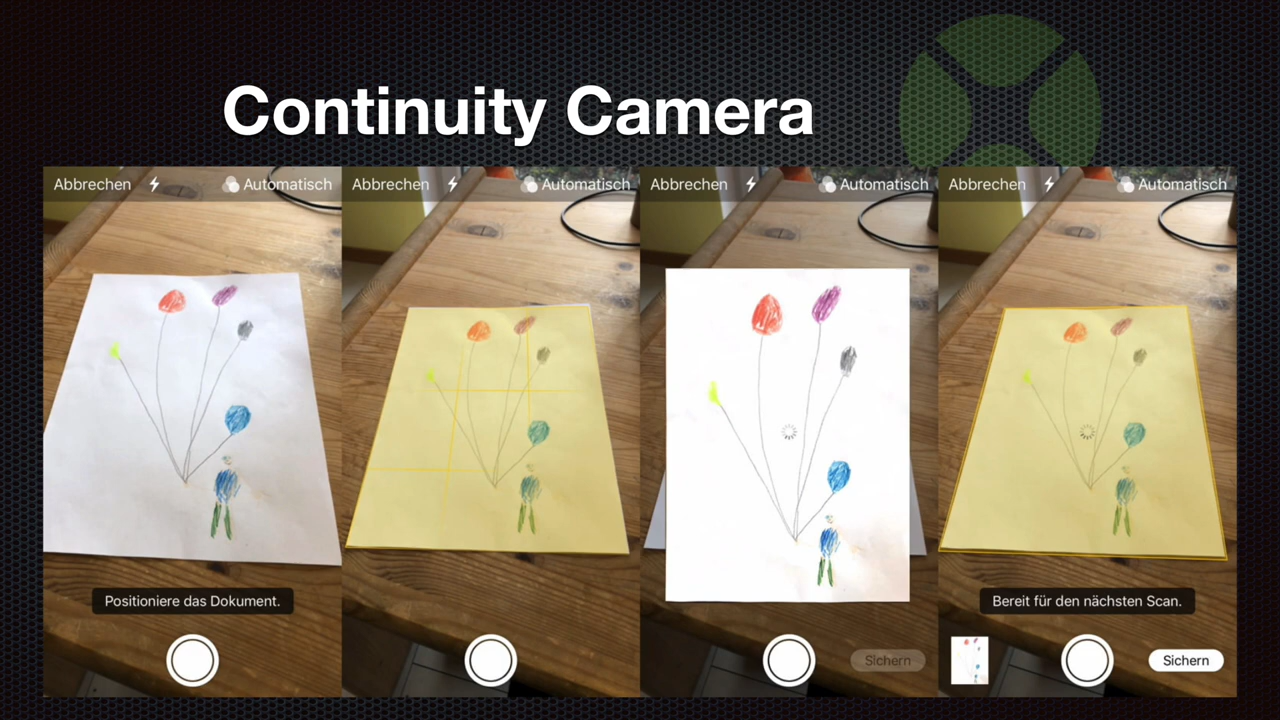 Continuity Camera
Abbrechen Automatisch
Positioniere das Dokument.
Abbrechen Automatisch
Abbrechen Automatisch
Sichern
Abbrechen Automatisch
Bereit für den nächsten Scan.
Sichern